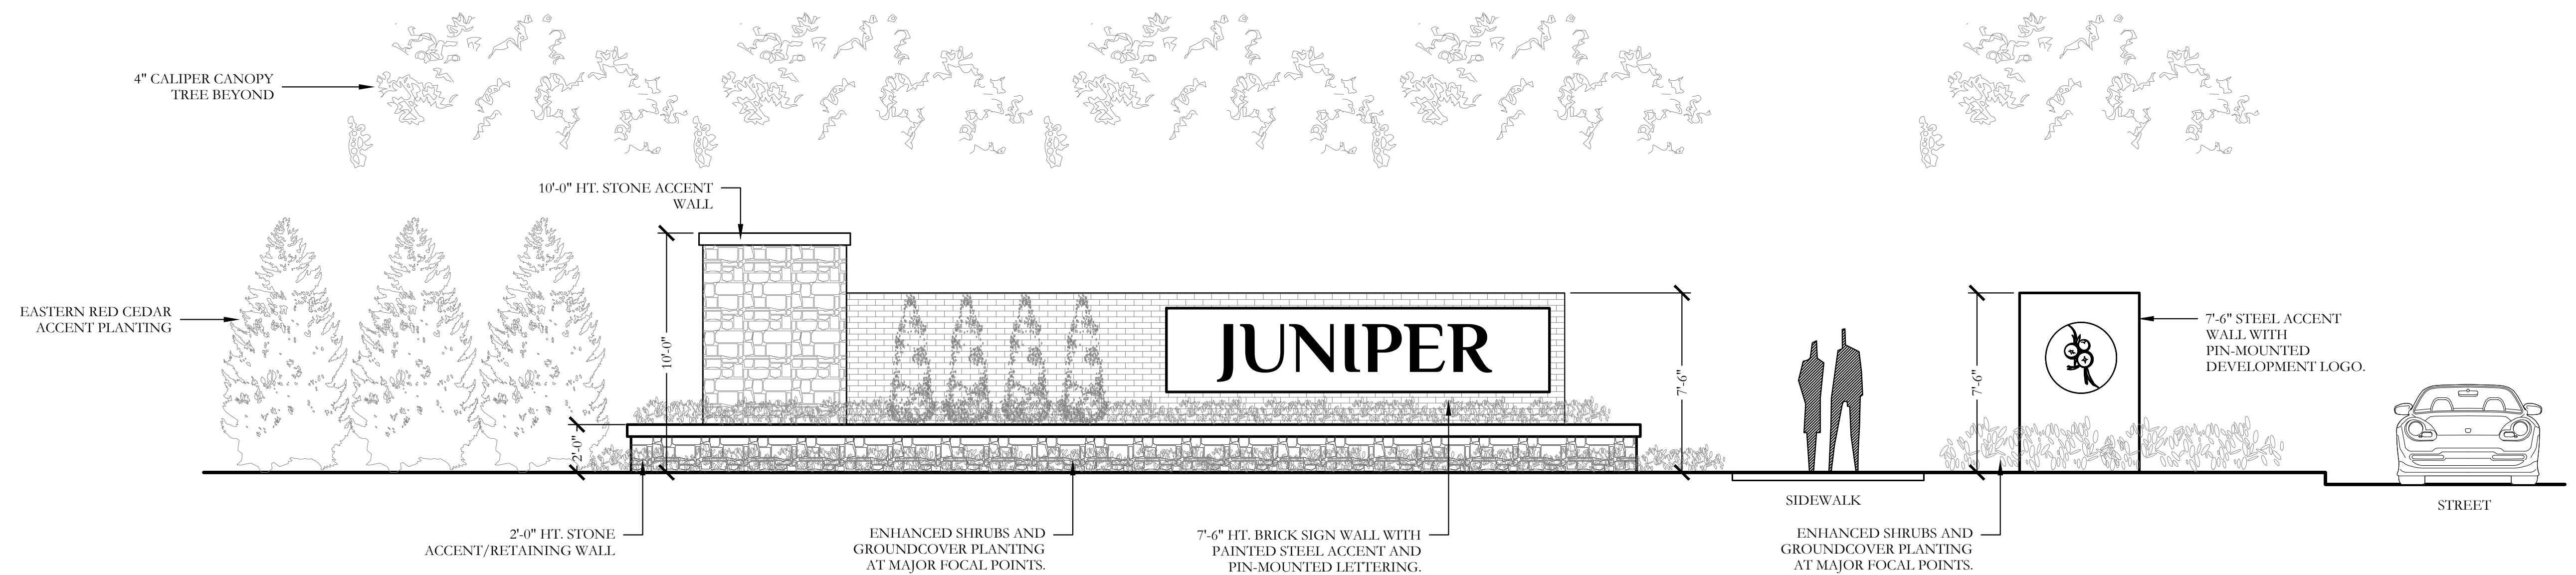 4" CALIPER CANOPY
TREE BEYOND
10'-0" HT. STONE ACCENT
WALL
EASTERN RED CEDAR
ACCENT PLANTING
10'-0"
2'-0"
JUNIPER
7'-6"
7'-6"
7'-6" STEEL ACCENT
WALL WITH
PIN-MOUNTED
DEVELOPMENT LOGO.
SIDEWALK
STREET
2'-0" HT. STONE
ACCENT/RETAINING WALL
ENHANCED SHRUBS AND
GROUNDCOVER PLANTING
AT MAJOR FOCAL POINTS.
7'-6" HT. BRICK SIGN WALL WITH
PAINTED STEEL ACCENT AND
PIN-MOUNTED LETTERING.
ENHANCED SHRUBS AND
GROUNDCOVER PLANTING
AT MAJOR FOCAL POINTS.